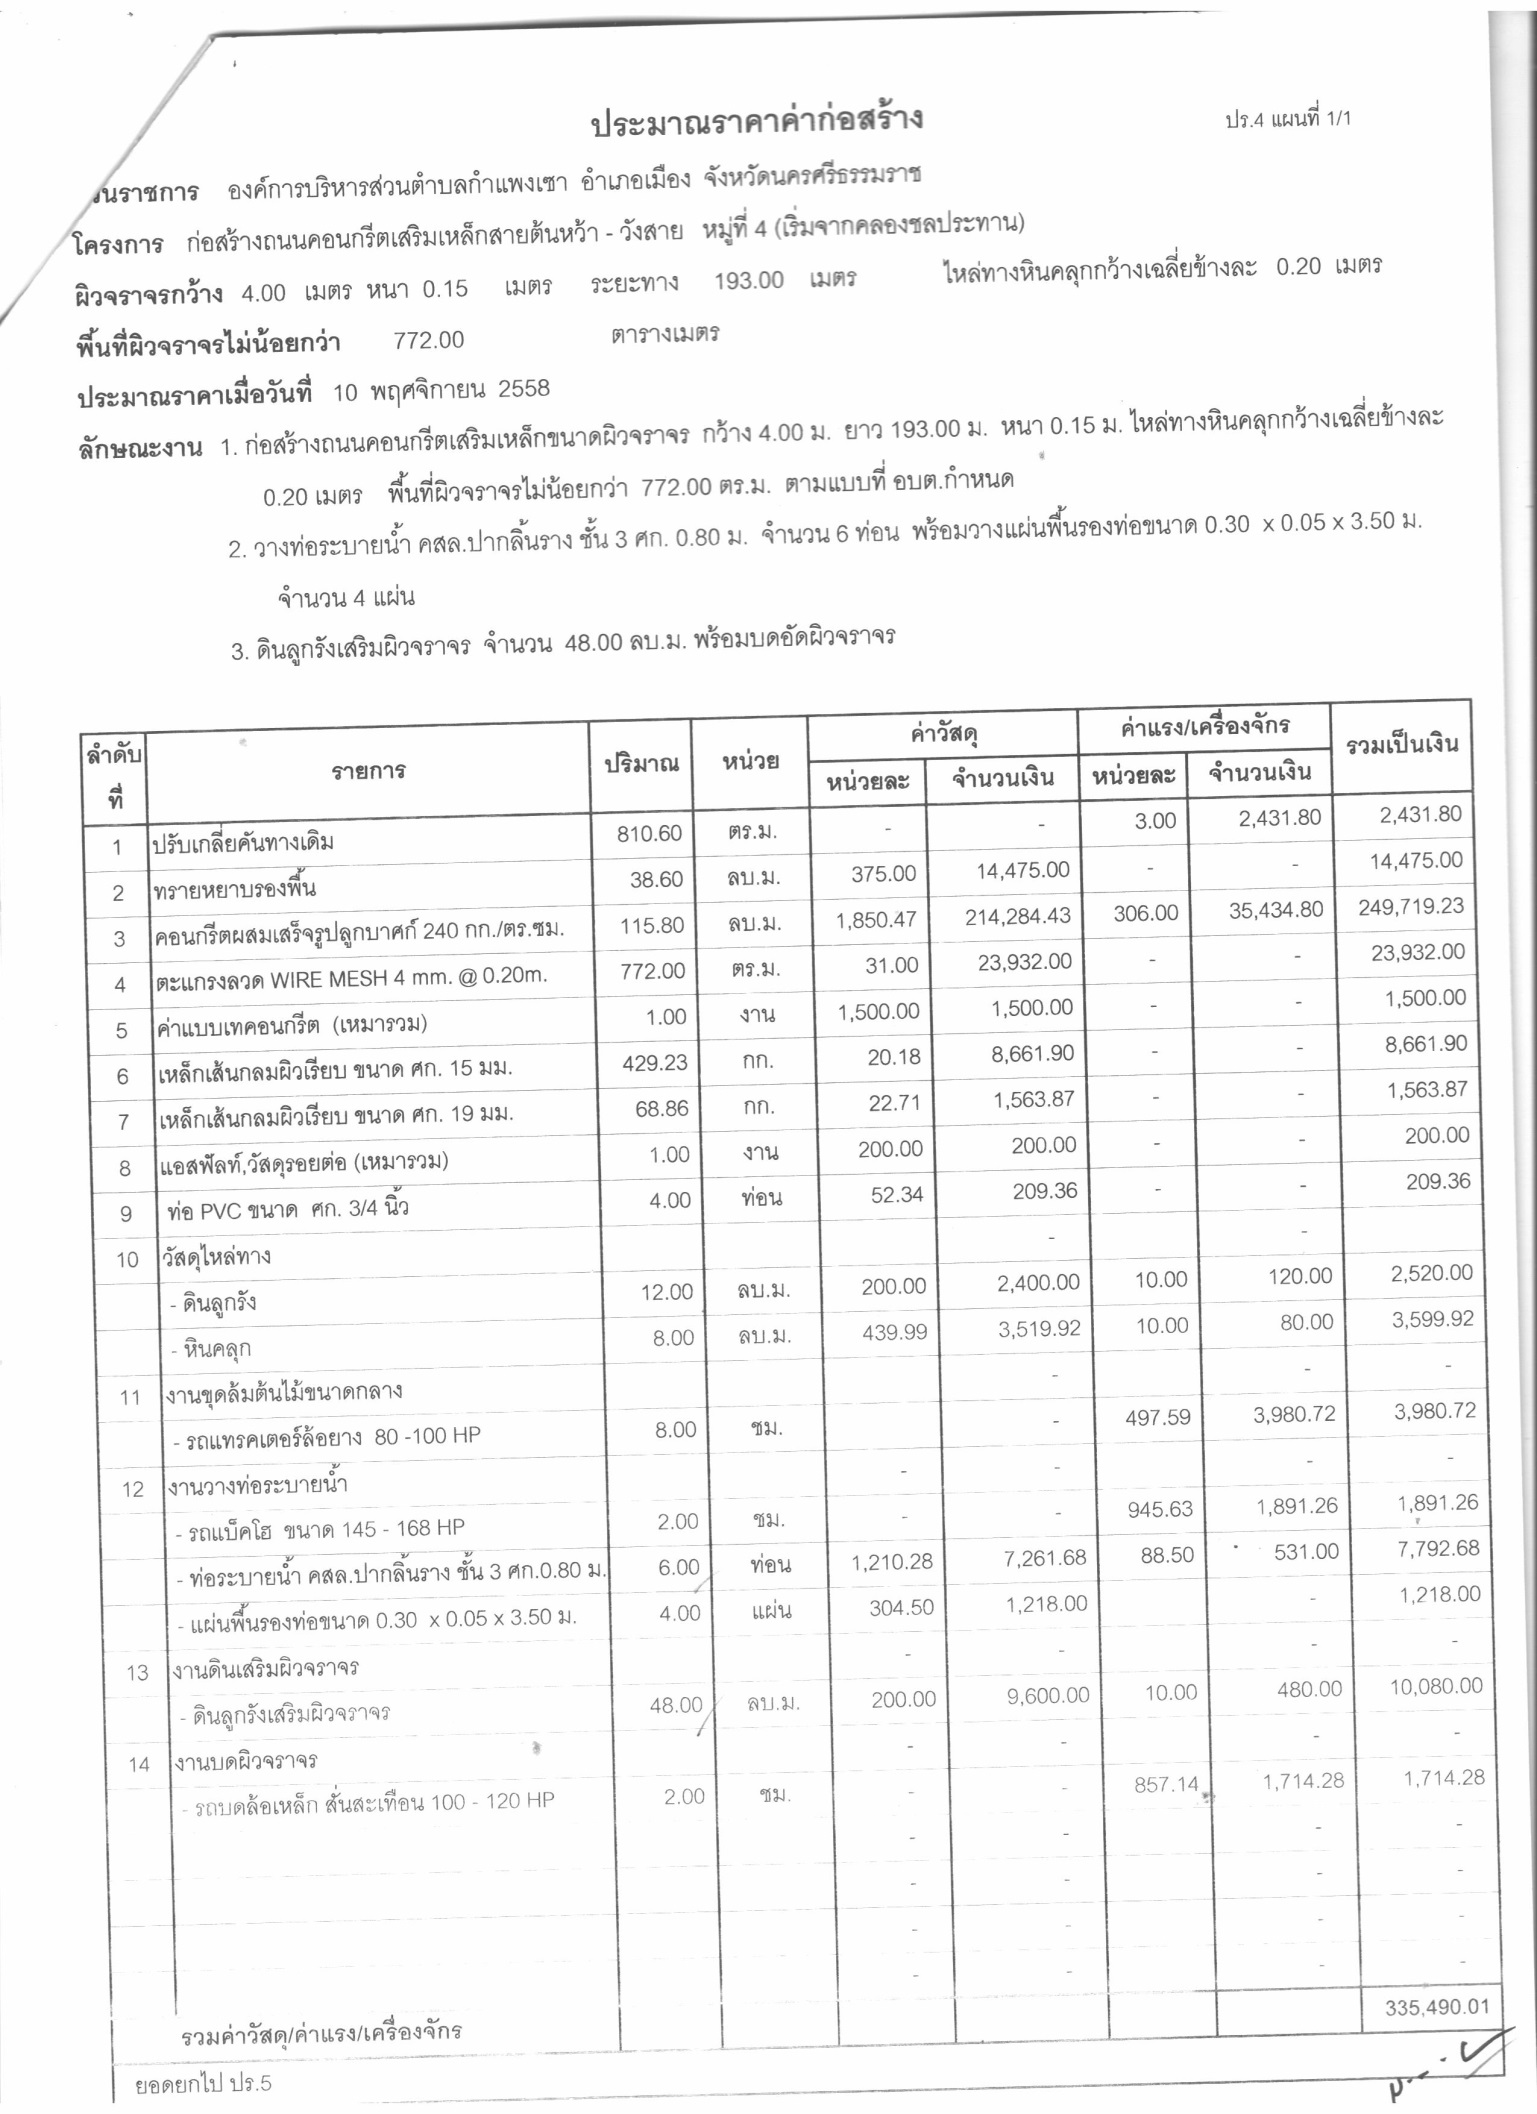 ประมาณราคาค่าก่อสร้าง
ปร.4 แผนที่ 1/1
องค์การบริหารส่วนตำบลกำแพงเซา อำเภอเมือง จังหวัดนครศรีธรรมราช
โครงการ ก่อสร้างถนนคอนกรีตเสริมเหล็กสายต้นหว้า - วังสาย หมู่ที่ 4 (เริ่มจากคลองชลประทาน)
ผิวจราจรกว้าง 4.00 เมตร หนา 0.15 เมตร ระยะทาง 193.00 เมตร ไหล่ทางหินคลุกกว้างเฉลี่ยข้างละ 0.20 เมตร
พื้นที่ผิวจราจรไม่น้อยกว่า 772.00 ตารางเมตร
ประมาณราคาเมื่อวันที่ 10 พฤศจิกายน 2558
ลักษณะงาน 1. ก่อสร้างถนนคอนกรีตเสริมเหล็กขนาดผิวจราจร กว้าง 4.00 ม. ยาว 193.00 ม. หนา 0.15 ม. ไหล่ทางหินคลุกกว้างเฉลี่ยข้างละ
0.20 เมตร พื้นที่ผิวจราจรไม่น้อยกว่า 772.00 ตร.ม. ตามแบบที่ อบต.กำหนด
2. วางท่อระบายน้ำ คสล.ปากลิ้นราง ชั้น 3 ศก. 0.80 ม. จำนวน 6 ท่อน พร้อมวางแผ่นพื้นรองท่อขนาด 0.30 x 0.05 x 3.50 ม.
จำนวน 4 แผ่น
3. ดินลูกรังเสริมผิวจราจร จำนวน 48.00 ลบ.ม. พร้อมบดอัดผิวจราจร
ลำดับที่ รายการ ปริมาณ หน่วย ค่าวัสดุ ค่าแรง/เครื่องจักร รวมเป็นเงิน
หน่วยละ จำนวนเงิน หน่วยละ จำนวนเงิน
1 ปรับเกลี่ยคันทางเดิม 810.60 ตร.ม. - - 3.00 2,431.80 2,431.80
2 ทรายหยาบรองพื้น 38.60 ลบ.ม. 375.00 14,475.00 - - 14,475.00
3 คอนกรีตผสมเสร็จรูปลูกบาศก์ 240 กก./ตร.ซม. 115.80 ลบ.ม. 1,850.47 214,284.43 306.00 35,434.80 249,719.23
4 ตะแกรงลวด WIRE MESH 4 mm. @ 0.20m. 772.00 ตร.ม. 31.00 23,932.00 - - 23,932.00
5 ค่าแบบเทคอนกรีต (เหมารวม) 1.00 งาน 1,500.00 1,500.00 - - 1,500.00
6 เหล็กเส้นกลมผิวเรียบ ขนาด ศก. 15 มม. 429.23 กก. 20.18 8,661.90 - - 8,661.90
7 เหล็กเส้นกลมผิวเรียบ ขนาด ศก. 19 มม. 68.86 กก. 22.71 1,563.87 - - 1,563.87
8 แอสฟัลท์,วัสดุรอยต่อ (เหมารวม) 1.00 งาน 200.00 200.00 - - 200.00
9 ท่อ PVC ขนาด ศก. 3/4 นิ้ว 4.00 ท่อน 52.34 209.36 - - 209.36
10 วัสดุไหล่ทาง - -
- ดินลูกรัง 12.00 ลบ.ม. 200.00 2,400.00 10.00 120.00 2,520.00
- หินคลุก 8.00 ลบ.ม. 439.99 3,519.92 10.00 80.00 3,599.92
11 งานขุดล้มต้นไม้ขนาดกลาง - - -
- รถแทรคเตอร์ล้อยาง 80 -100 HP 8.00 ชม. - 497.59 3,980.72 3,980.72
12 งานวางท่อระบายน้ำ - - - -
- รถแบ็คโฮ ขนาด 145 - 168 HP 2.00 ชม. - - 945.63 1,891.26 1,891.26
- ท่อระบายน้ำ คสล.ปากลิ้นราง ชั้น 3 ศก.0.80 ม. 6.00 ท่อน 1,210.28 7,261.68 88.50 531.00 7,792.68
- แผ่นพื้นรองท่อขนาด 0.30 x 0.05 x 3.50 ม. 4.00 แผ่น 304.50 1,218.00 - 1,218.00
13 งานดินเสริมผิวจราจร - - - -
- ดินลูกรังเสริมผิวจราจร 48.00 ลบ.ม. 200.00 9,600.00 10.00 480.00 10,080.00
14 งานบดผิวจราจร - - - -
- รถบดล้อเหล็ก สั่นสะเทือน 100 - 120 HP 2.00 ชม. - - 857.14 1,714.28 1,714.28
- - - -
- - - -
- - - -
- - - -
รวมค่าวัสดุ/ค่าแรง/เครื่องจักร 335,490.01
ยอดยกไป ปร.5